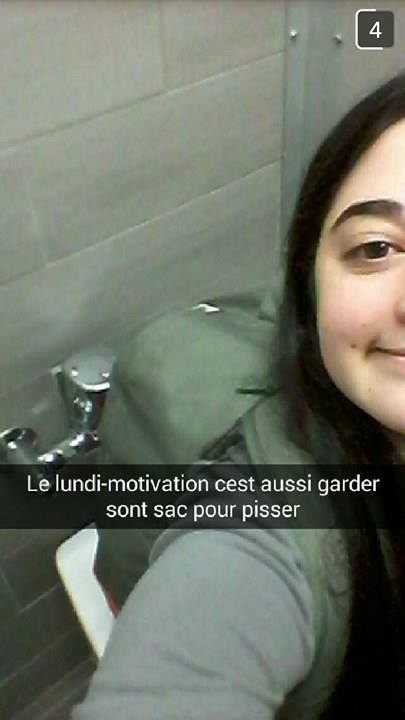 4
Le lundi-motivation cest aussi garder
sont sac pour pisser